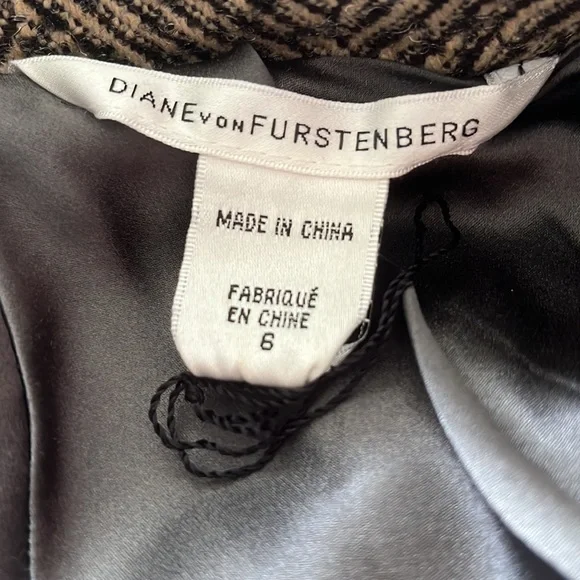 DIANE VON FURSTENBERG
MADE IN CHINA
FABRIQUÉ
EN CHINE
6